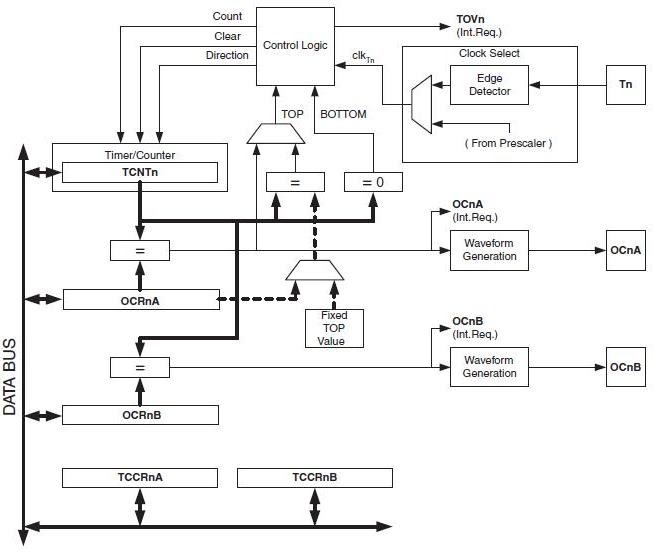 Count
Clear
Direction
Control Logic
TOVn
(Int.Req.)
clkTn
Clock Select
Edge
Detector
Tn
( From Prescaler )
TOP
BOTTOM
Timer/Counter
TCNTn
=
= 0
=
OCnA
(Int.Req.)
Waveform
Generation
OCnA
OCRnA
Fixed
TOP
Value
OCnB
(Int.Req.)
=
Waveform
Generation
OCnB
OCRnB
DATA BUS
TCCRnA
TCCRnB